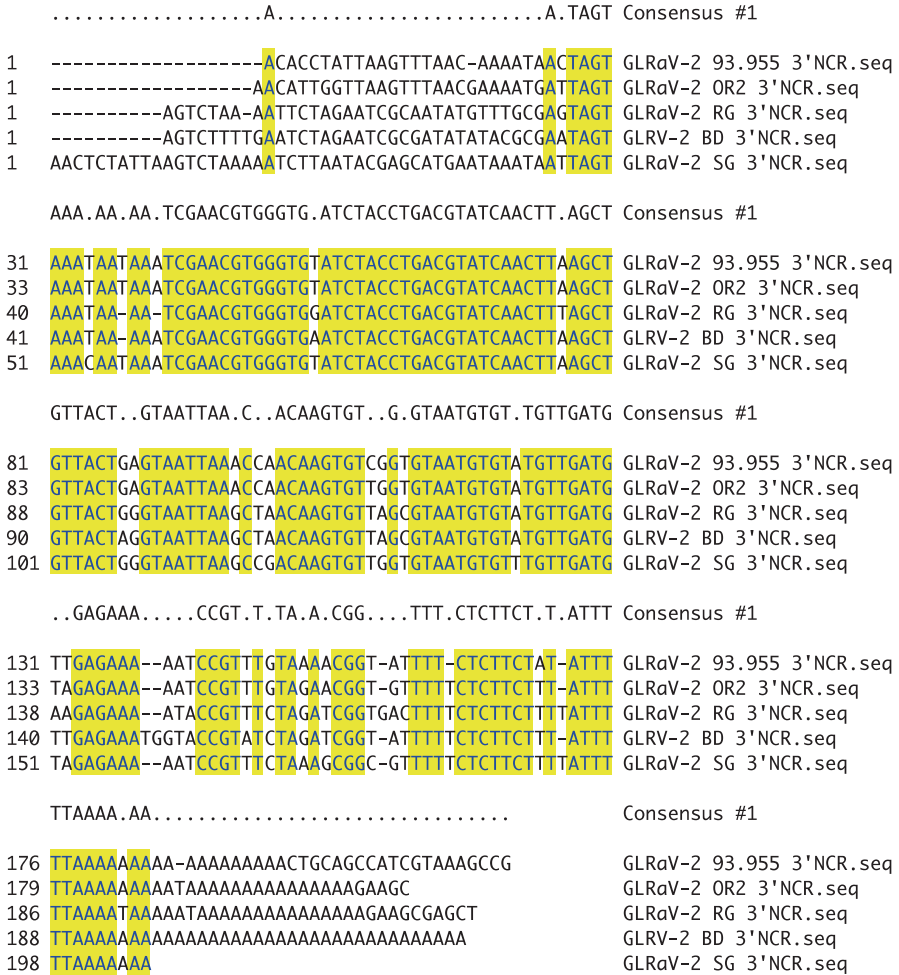 ...................A.........................A.TAGT Consensus #1
1 -------------------ACACCTATTAAGTTTAAC-AAAATAACTAGT GLRaV-2 93.955 3'NCR.seq
1 ------------------AACATTGGTTAAGTTTAACGAAAATGATTAGT GLRaV-2 OR2 3'NCR.seq
1 ----------AGTCTAA-AATTCTAGAATCGCAATATGTTTGCGAGTAGT GLRaV-2 RG 3'NCR.seq
1 ----------AGTCTTTTGAATCTAGAATCGCGATATATACGCGAATAGT GLRV-2 BD 3'NCR.seq
1 AACTCTATTAAGTCTAAAAATCTTAATACGAGCATGAATAAATAATTAGT GLRaV-2 SG 3'NCR.seq
AAA.AA.AA.TCGAACGTGGGTG.ATCTACCTGACGTATCAACTT.AGCT Consensus #1
31 AAATAATAAATCGAACGTGGGTGTATCTACCTGACGTATCAACTTAAGCT GLRaV-2 93.955 3'NCR.seq
33 AAATAATAAATCGAACGTGGGTGTATCTACCTGACGTATCAACTTAAGCT GLRaV-2 OR2 3'NCR.seq
40 AAATAA-AA-TCGAACGTGGGTGGATCTACCTGACGTATCAACTTTAGCT GLRaV-2 RG 3'NCR.seq
41 AAATAA-AAATCGAACGTGGGTGAATCTACCTGACGTATCAACTTAAGCT GLRV-2 BD 3'NCR.seq
51 AAACAATAAATCGAACGTGGGTGTATCTACCTGACGTATCAACTTAAGCT GLRaV-2 SG 3'NCR.seq
GTTACT..GTAATTAA.C..ACAAGTGT..G.GTAATGTGT.TGTTGATG Consensus #1
81 GTTACTGAGTAATTAAACCAACAAGTGTCGGTGTAATGTGTATGTTGATG GLRaV-2 93.955 3'NCR.seq
83 GTTACTGAGTAATTAAACCAACAAGTGTTGGTGTAATGTGTATGTTGATG GLRaV-2 OR2 3'NCR.seq
88 GTTACTGGGTAATTAAGCTAACAAGTGTTAGCGTAATGTGTATGTTGATG GLRaV-2 RG 3'NCR.seq
90 GTTACTAGGTAATTAAGCTAACAAGTGTTAGCGTAATGTGTATGTTGATG GLRV-2 BD 3'NCR.seq
101 GTTACTGGGTAATTAAGCCGACAAGTGTTGGTGTAATGTGTTTGTTGATG GLRaV-2 SG 3'NCR.seq
..GAGAAA.....CCGT.T.TA.A.CGG....TTT.CTCTTCT.T.ATTT Consensus #1
131 TTGAGAAA--AATCCGTTTGTAAAACGGT-ATTTT-CTCTTCTAT-ATTT GLRaV-2 93.955 3'NCR.seq
133 TAGAGAAA--AATCCGTTTGTAGAACGGT-GTTTTTCTCTTCTTT-ATTT GLRaV-2 OR2 3'NCR.seq
138 AAGAGAAA--ATACCGTTTCTAGATCGGTGACTTTTCTCTTCTTTTATTT GLRaV-2 RG 3'NCR.seq
140 TTGAGAAATGGTACCGTATCTAGATCGGT-ATTTTTCTCTTCTTT-ATTT GLRV-2 BD 3'NCR.seq
151 TAGAGAAA--AATCCGTTTCTAAAGCGGC-GTTTTTCTCTTCTTTTATTT GLRaV-2 SG 3'NCR.seq
TTAAAA.AA................................ Consensus #1
176 TTAAAAAAAAA-AAAAAAAAACTGCAGCCATCGTAAAGCCG GLRaV-2 93.955 3'NCR.seq
179 TTAAAAAAAAATAAAAAAAAAAAAAAAGAAGC GLRaV-2 OR2 3'NCR.seq
186 TTAAAATAAAAATAAAAAAAAAAAAAAAGAAGCGAGCT GLRaV-2 RG 3'NCR.seq
188 TTAAAAAAAAAAAAAAAAAAAAAAAAAAAAAAAAAAA GLRV-2 BD 3'NCR.seq
198 TTAAAAAAA GLRaV-2 SG 3'NCR.seq